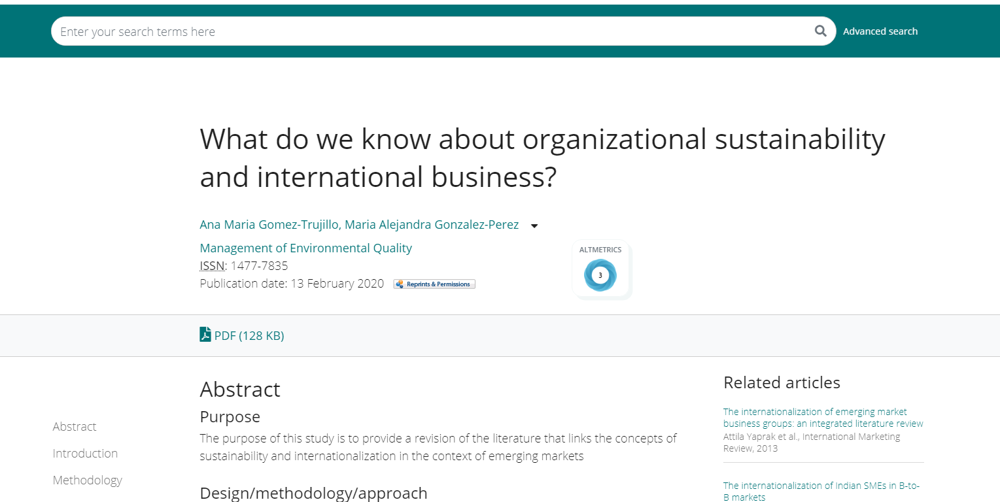 Enter your search terms here
Advanced search
What do we know about organizational sustainability
and international business?
Ana Maria Gomez-Trujillo, Maria Alejandra Gonzalez-Perez
Management of Environmental Quality
ISSN: 1477-7835
Publication date: 13 February 2020
Reprints & Permissions
ALTMETRICS
3
PDF (128 KB)
Abstract
Introduction
Methodology
Abstract
Purpose
The purpose of this study is to provide a revision of the literature that links the concepts of
sustainability and internationalization in the context of emerging markets
Design/methodology/approach
Related articles
The internationalization of emerging market
business groups: an integrated literature review
Attila Yaprak et al., International Marketing
Review, 2013
The internationalization of Indian SMEs in B-to-
B markets